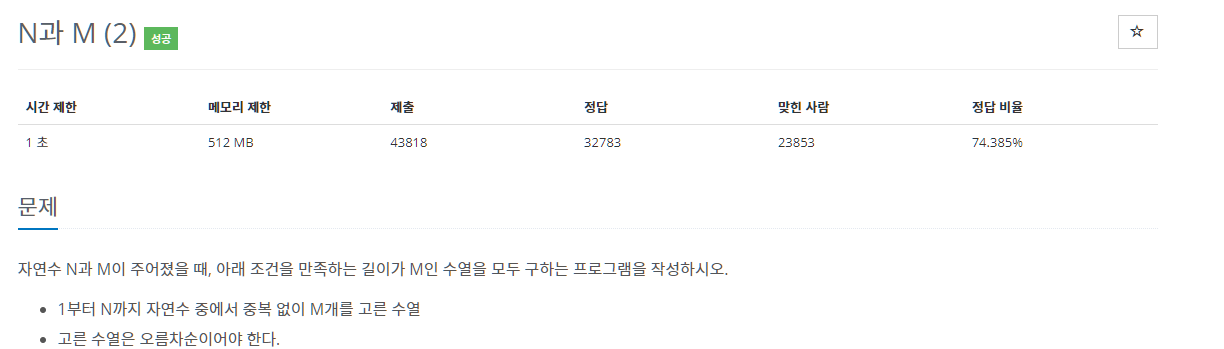 N과 M (2) 성공
시간 제한 메모리 제한 제출 정답 맞힌 사람 정답 비율
1 초 512 MB 43818 32783 23853 74.385%
문제
자연수 N과 M이 주어졌을 때, 아래 조건을 만족하는 길이가 M인 수열을 모두 구하는 프로그램을 작성하시오.
1부터 N까지 자연수 중에서 중복 없이 M개를 고른 수열
고른 수열은 오름차순이어야 한다.